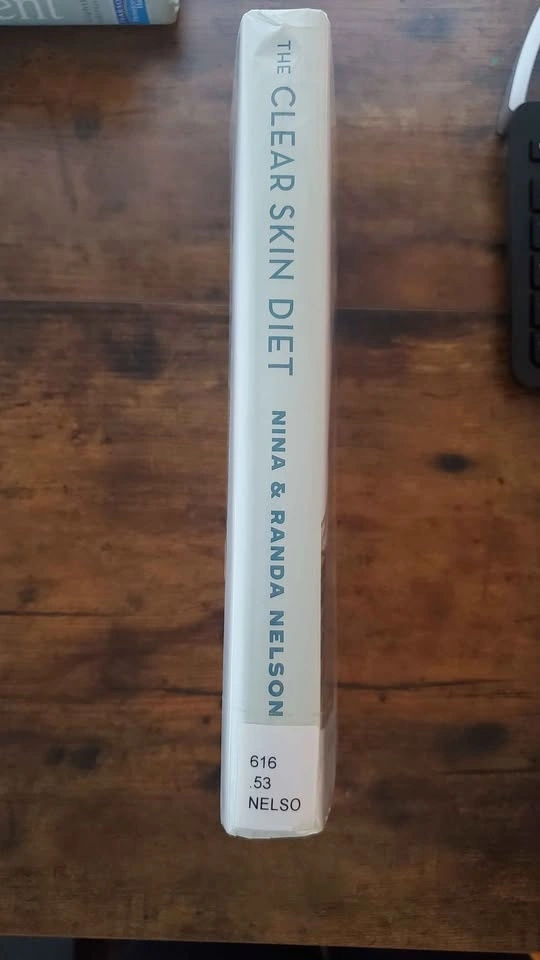 THE CLEAR SKIN DIET NINA & RANDA NELSON
616
.53
NELSO